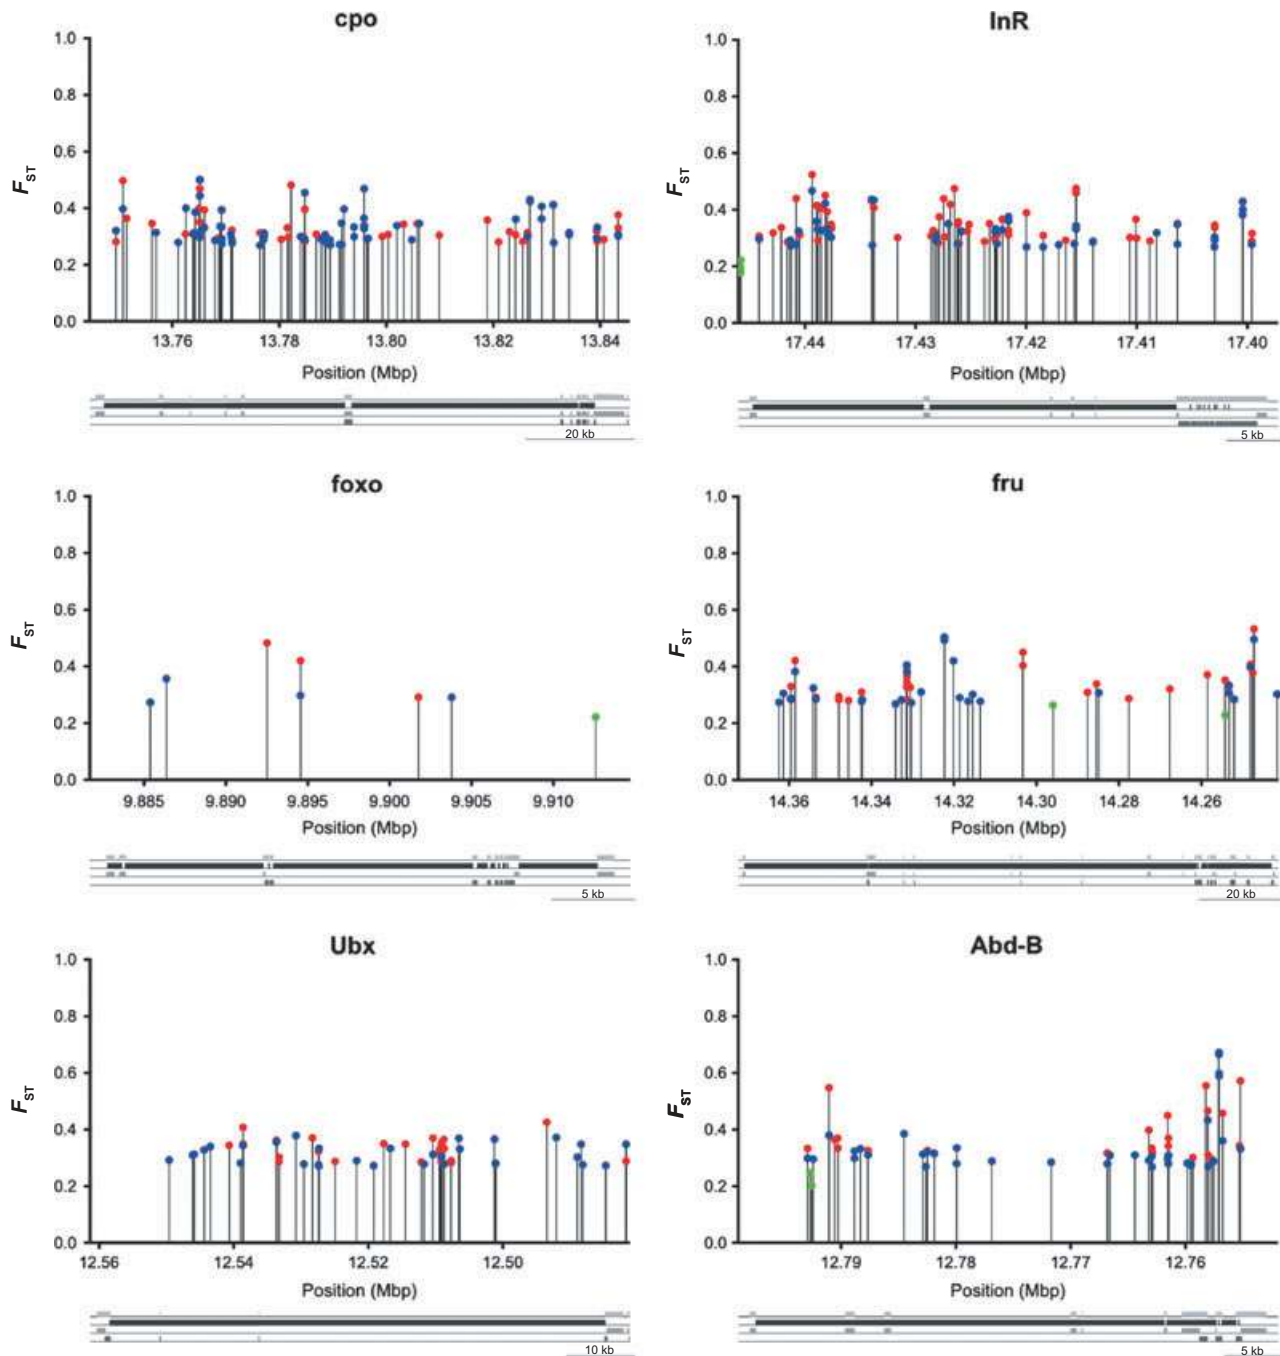 cpo
1.0
0.8
0.6
0.4
0.2
0.0
FST
13.76 13.78 13.80 13.82 13.84
Position (Mbp)
20 kb
InR
1.0
0.8
0.6
0.4
0.2
0.0
FST
17.44 17.43 17.42 17.41 17.40
Position (Mbp)
5 kb
foxo
1.0
0.8
0.6
0.4
0.2
0.0
FST
9.885 9.890 9.895 9.900 9.905 9.910
Position (Mbp)
5 kb
fru
1.0
0.8
0.6
0.4
0.2
0.0
FST
14.36 14.34 14.32 14.30 14.28 14.26
Position (Mbp)
20 kb
Ubx
1.0
0.8
0.6
0.4
0.2
0.0
FST
12.56 12.54 12.52 12.50
Position (Mbp)
10 kb
Abd-B
1.0
0.8
0.6
0.4
0.2
0.0
FST
12.79 12.78 12.77 12.76
Position (Mbp)
5 kb